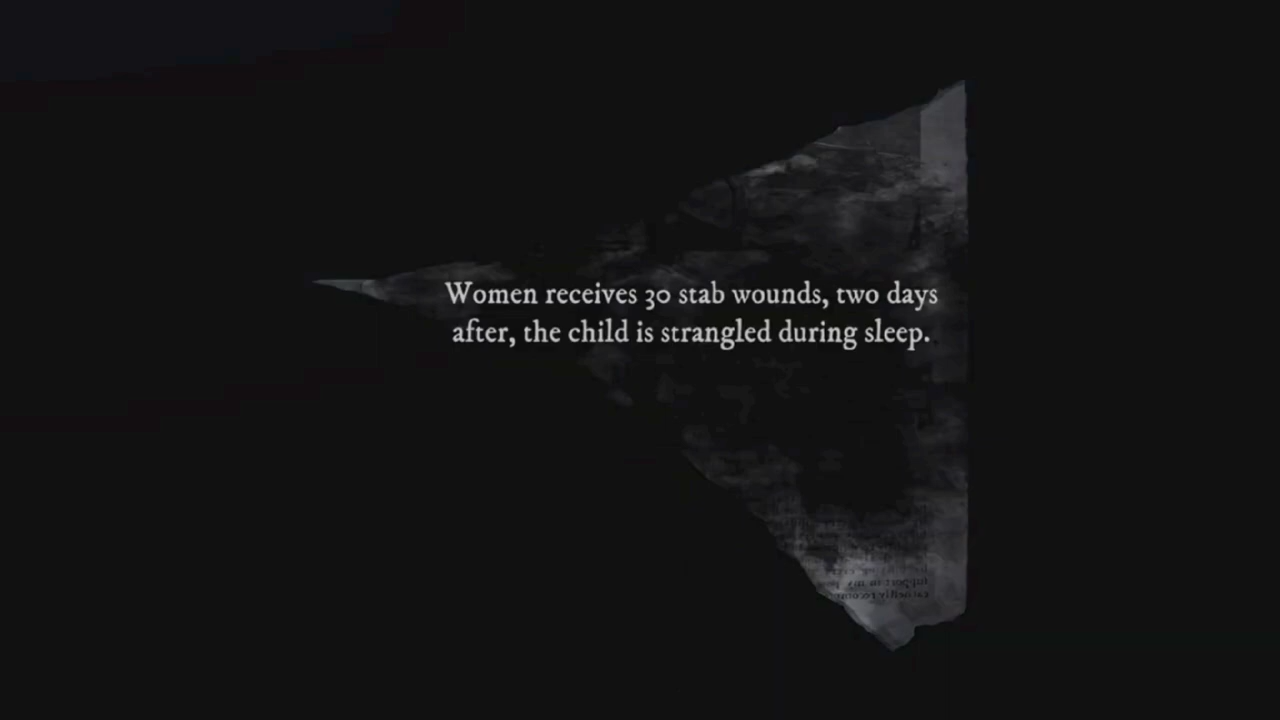 Women receives 30 stab wounds, two days
after, the child is strangled during sleep.